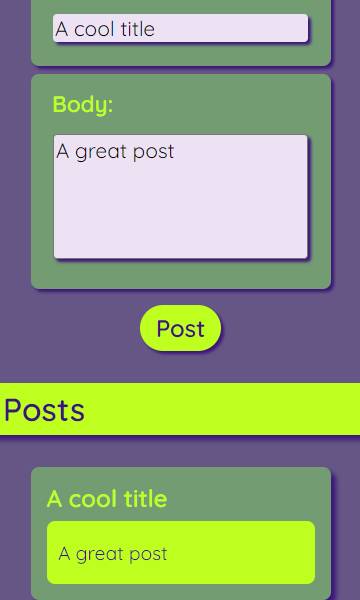 A cool title
Body:
A great post
Post
Posts
A cool title
A great post